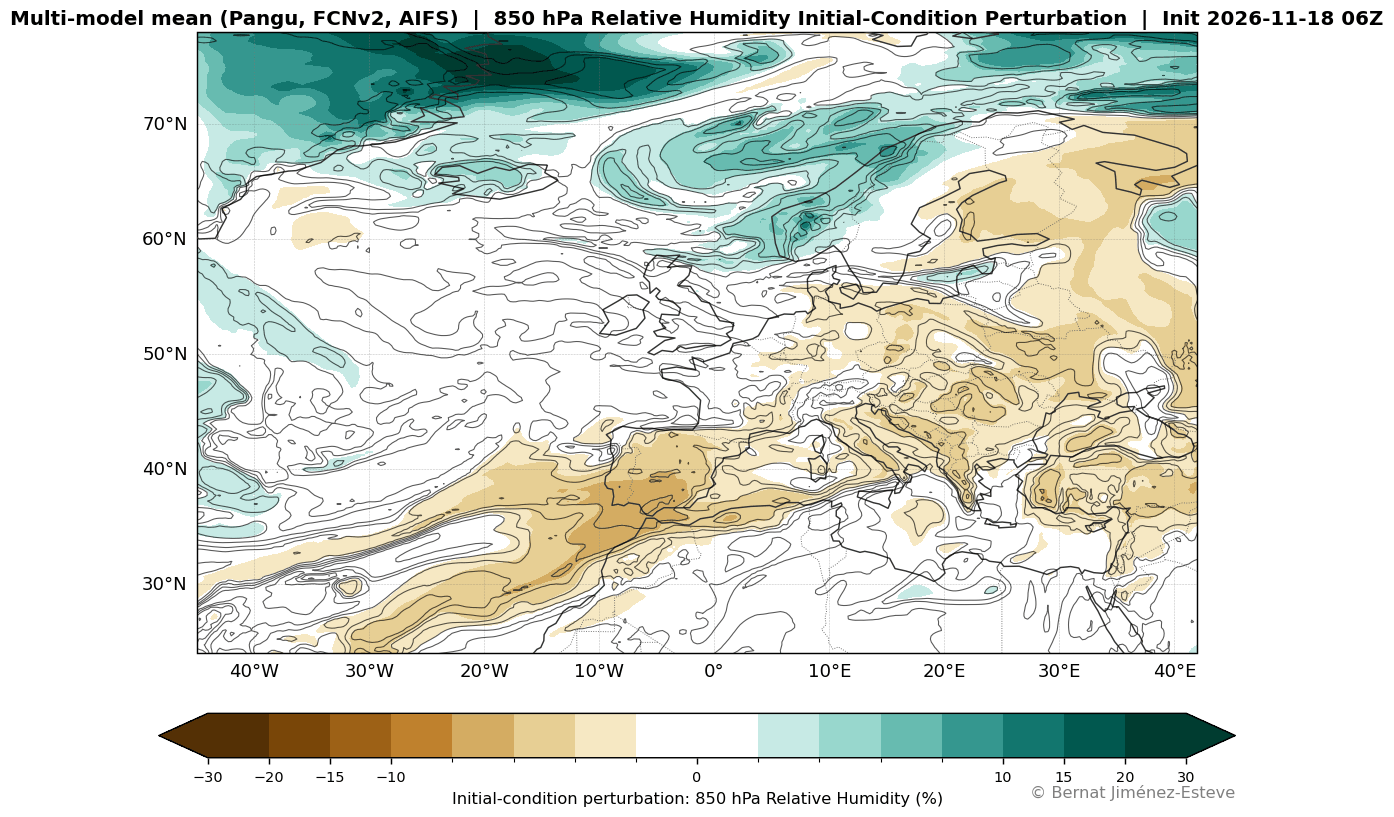 Multi-model mean (Pangu, FCNv2, AIFS)  |  850 hPa Relative Humidity Initial-Condition Perturbation  |  Init 2026-11-18 06Z
70°N
60°N
50°N
40°N
30°N
40°W 30°W 20°W 10°W 0° 10°E 20°E 30°E 40°E
−30 −20 −15 −10 0 10 15 20 30
Initial-condition perturbation: 850 hPa Relative Humidity (%)
© Bernat Jiménez-Esteve